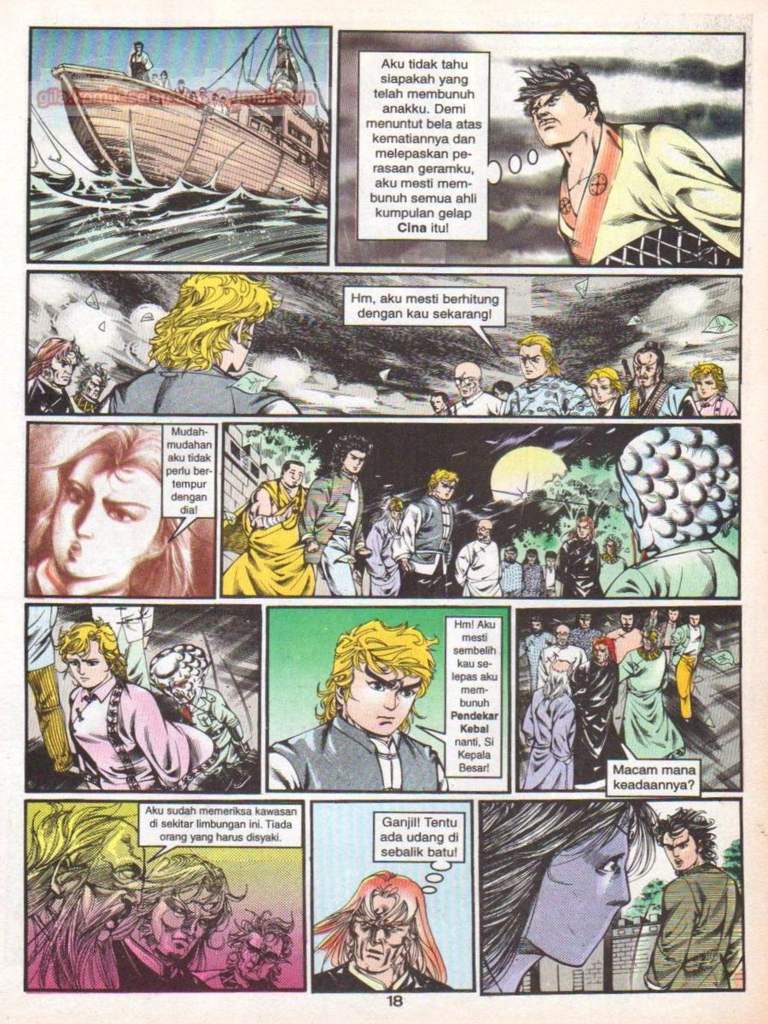 Aku tidak tahu
siapakah yang
telah membunuh
anakku. Demi
menuntut bela atas
kematiannya dan
melepaskan pe-
rasaan geramku,
aku mesti mem-
bunuh semua ahli
kumpulan gelap
Cina itu!
Hm, aku mesti berhitung
dengan kau sekarang!
Mudah-
mudahan
aku tidak
perlu ber-
tempur
dengan
dia!
Hm! Aku
mesti
sembelih
kau se-
lepas aku
mem-
bunuh
Pendekar
Kebal
nanti, Si
Kepala
Besar!
Macam mana
keadaannya?
Aku sudah memeriksa kawasan
di sekitar limbungan ini. Tiada
orang yang harus disyaki.
Ganjil! Tentu
ada udang di
sebalik batu!
18